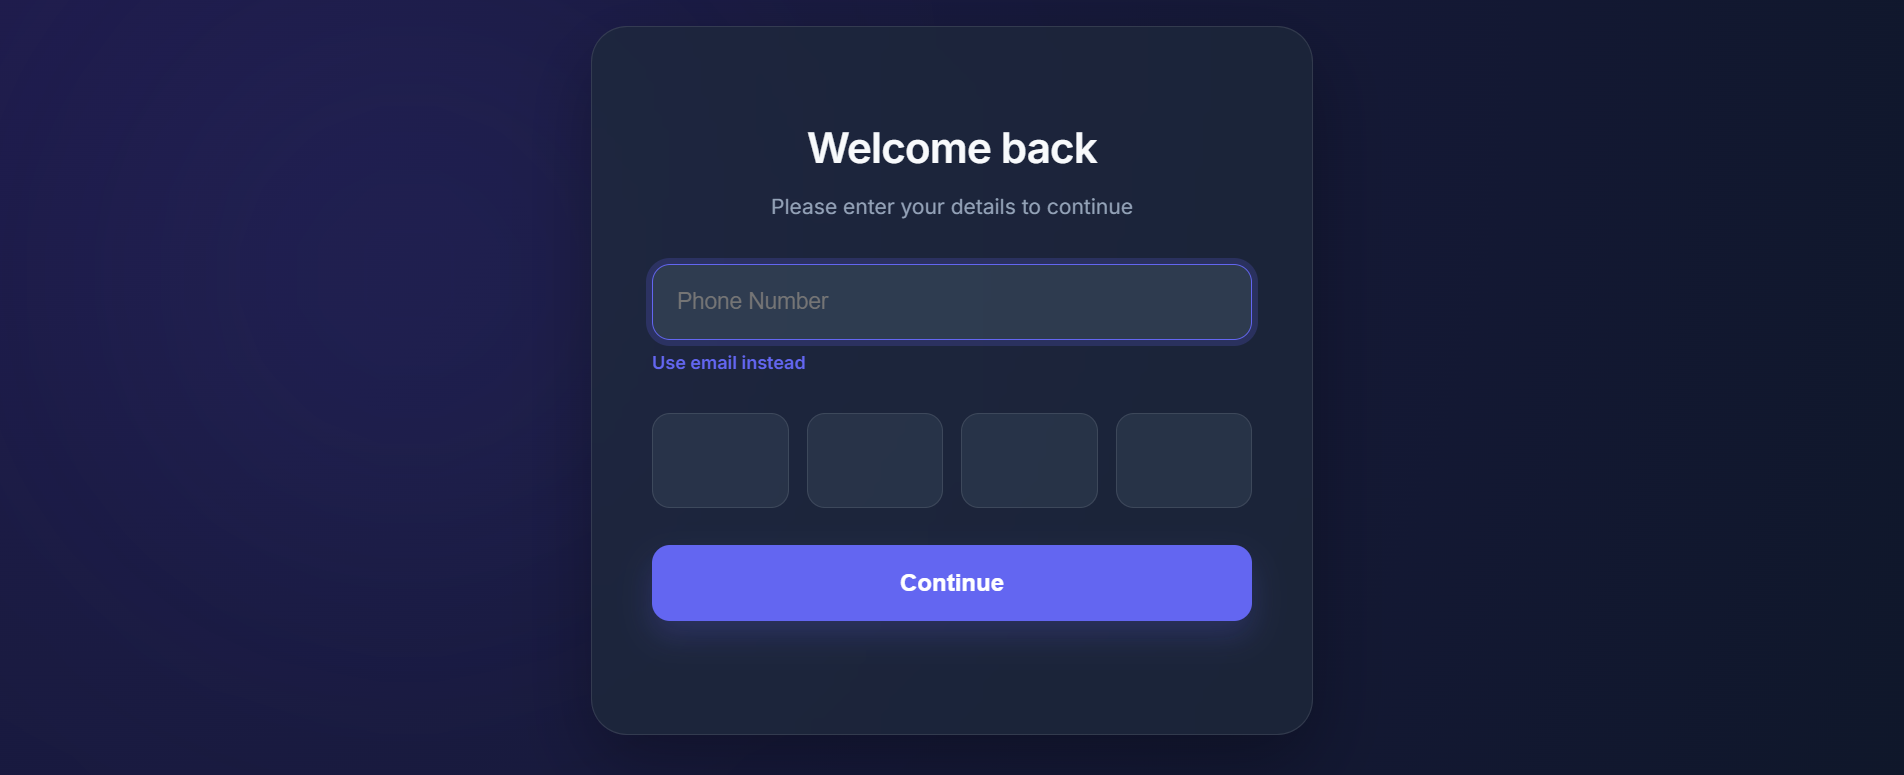 Welcome back
Please enter your details to continue
Phone Number
Use email instead
Continue